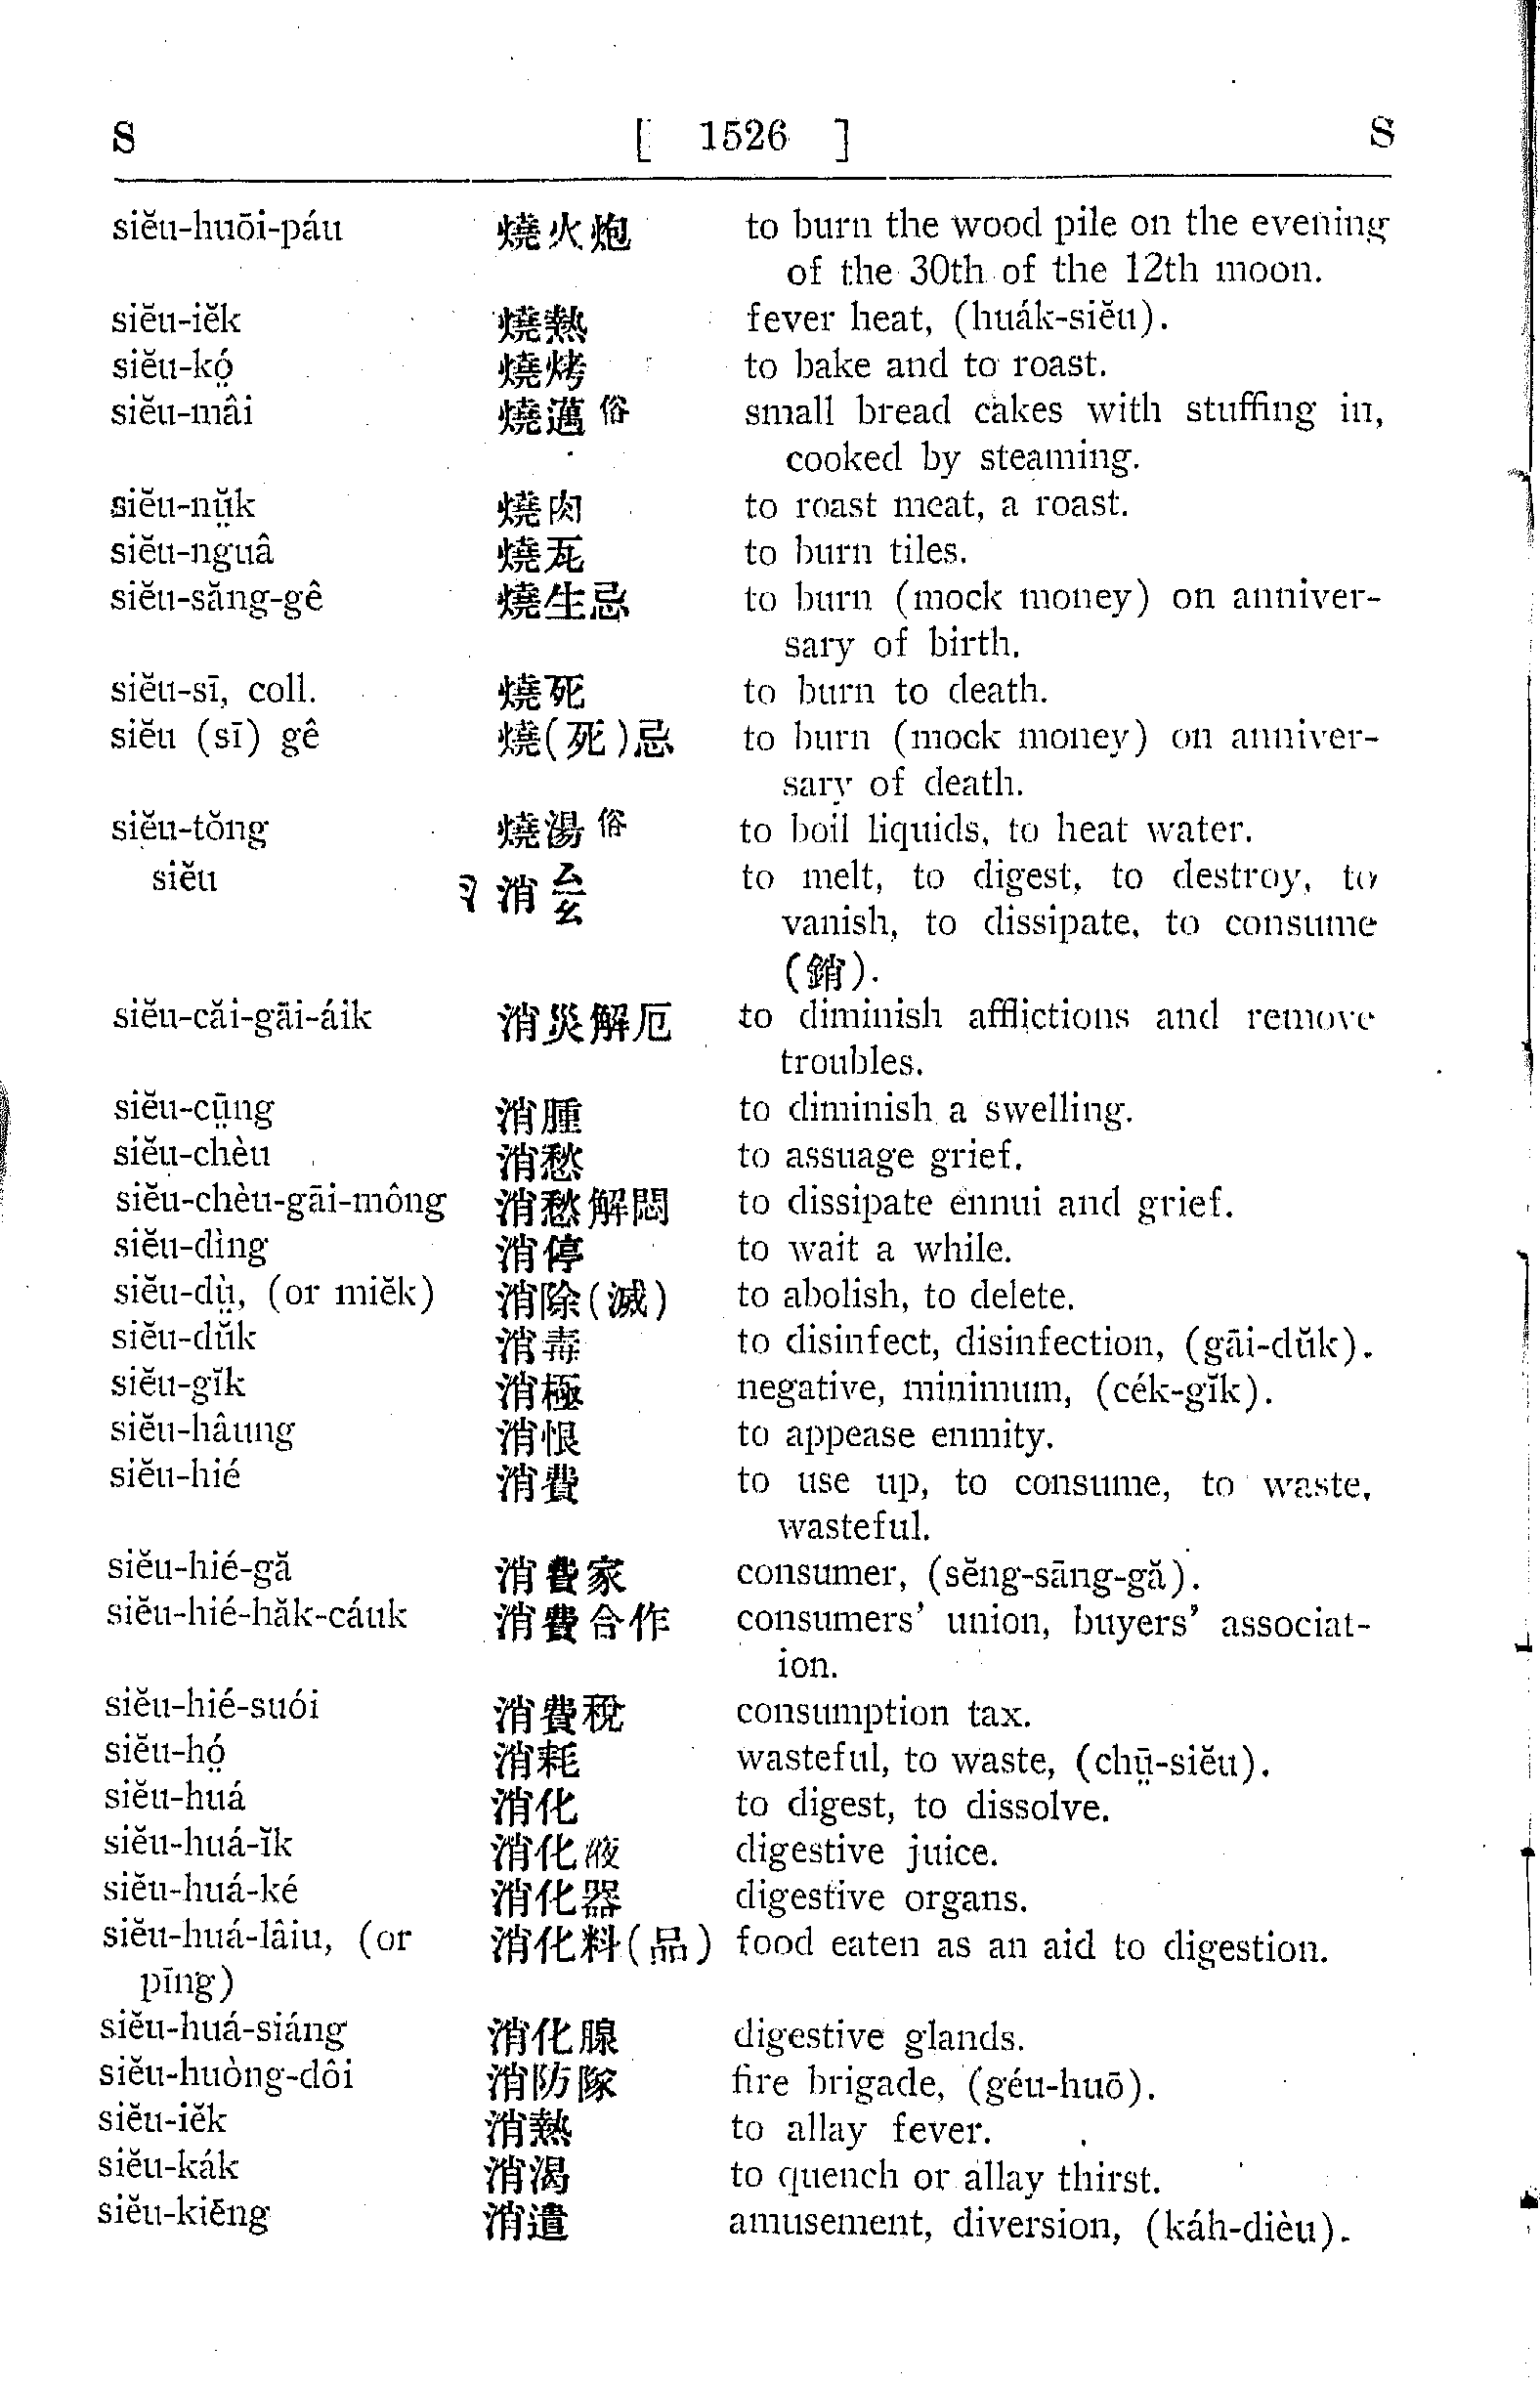 S [ 1526 ] S
siĕu-huōi-páu 燒火炮 to burn the wood pile on the evening
of the 30th of the 12th moon.
siĕu-iĕk 燒熱 fever heat, (huák-siĕu).
siĕu-kó̤ 燒烤 to bake and to roast.
siĕu-mâi 燒邁俗 small bread cakes with stuffing in,
cooked by steaming.
siĕu-nṳ̆k 燒肉 to roast meat, a roast.
siĕu-nguâ 燒瓦 to burn tiles.
siĕu-săng-gê 燒生忌 to burn (mock money) on anniver-
sary of birth.
siĕu-sī, coll. 燒死 to burn to death.
siĕu (sī) gê 燒(死)忌 to burn (mock money) on anniver-
sary of death.
siĕu-tŏng 燒湯俗 to boil liquids, to heat water.
siĕu 消 ㄙㄧㄠ to melt, to digest, to destroy, to
vanish, to dissipate, to consume
(銷).
siĕu-căi-gāi-áik 消災解厄 to diminish afflictions and remove
troubles.
siĕu-cṳ̄ng 消腫 to diminish a swelling.
siĕu-chèu 消愁 to assuage grief.
siĕu-chèu-gāi-mông 消愁解悶 to dissipate ennui and grief.
siĕu-dìng 消停 to wait a while.
siĕu-dṳ̀, (or miĕk) 消除(滅) to abolish, to delete.
siĕu-dŭk 消毒 to disinfect, disinfection, (gāi-dŭk).
siĕu-gĭk 消極 negative, minimum, (cék-gĭk).
siĕu-hâung 消恨 to appease enmity.
siĕu-hié 消費 to use up, to consume, to waste,
wasteful.
siĕu-hié-gă 消費家 consumer, (sĕng-sāng-gă).
siĕu-hié-hăk-cáuk 消費合作 consumers' union, buyers' associat-
ion.
siĕu-hié-suói 消費稅 consumption tax.
siĕu-hó̤ 消耗 wasteful, to waste, (chṳ̄-siĕu).
siĕu-huá 消化 to digest, to dissolve.
siĕu-huá-ĭk 消化液 digestive juice.
siĕu-huá-ké 消化器 digestive organs.
siĕu-huá-lâiu, (or 消化料(品) food eaten as an aid to digestion.
pīng)
siĕu-huá-siáng 消化腺 digestive glands.
siĕu-huòng-dôi 消防隊 fire brigade, (géu-huō).
siĕu-iĕk 消熱 to allay fever.
siĕu-kák 消渴 to quench or allay thirst.
siĕu-kiēng 消遣 amusement, diversion, (káh-dièu).